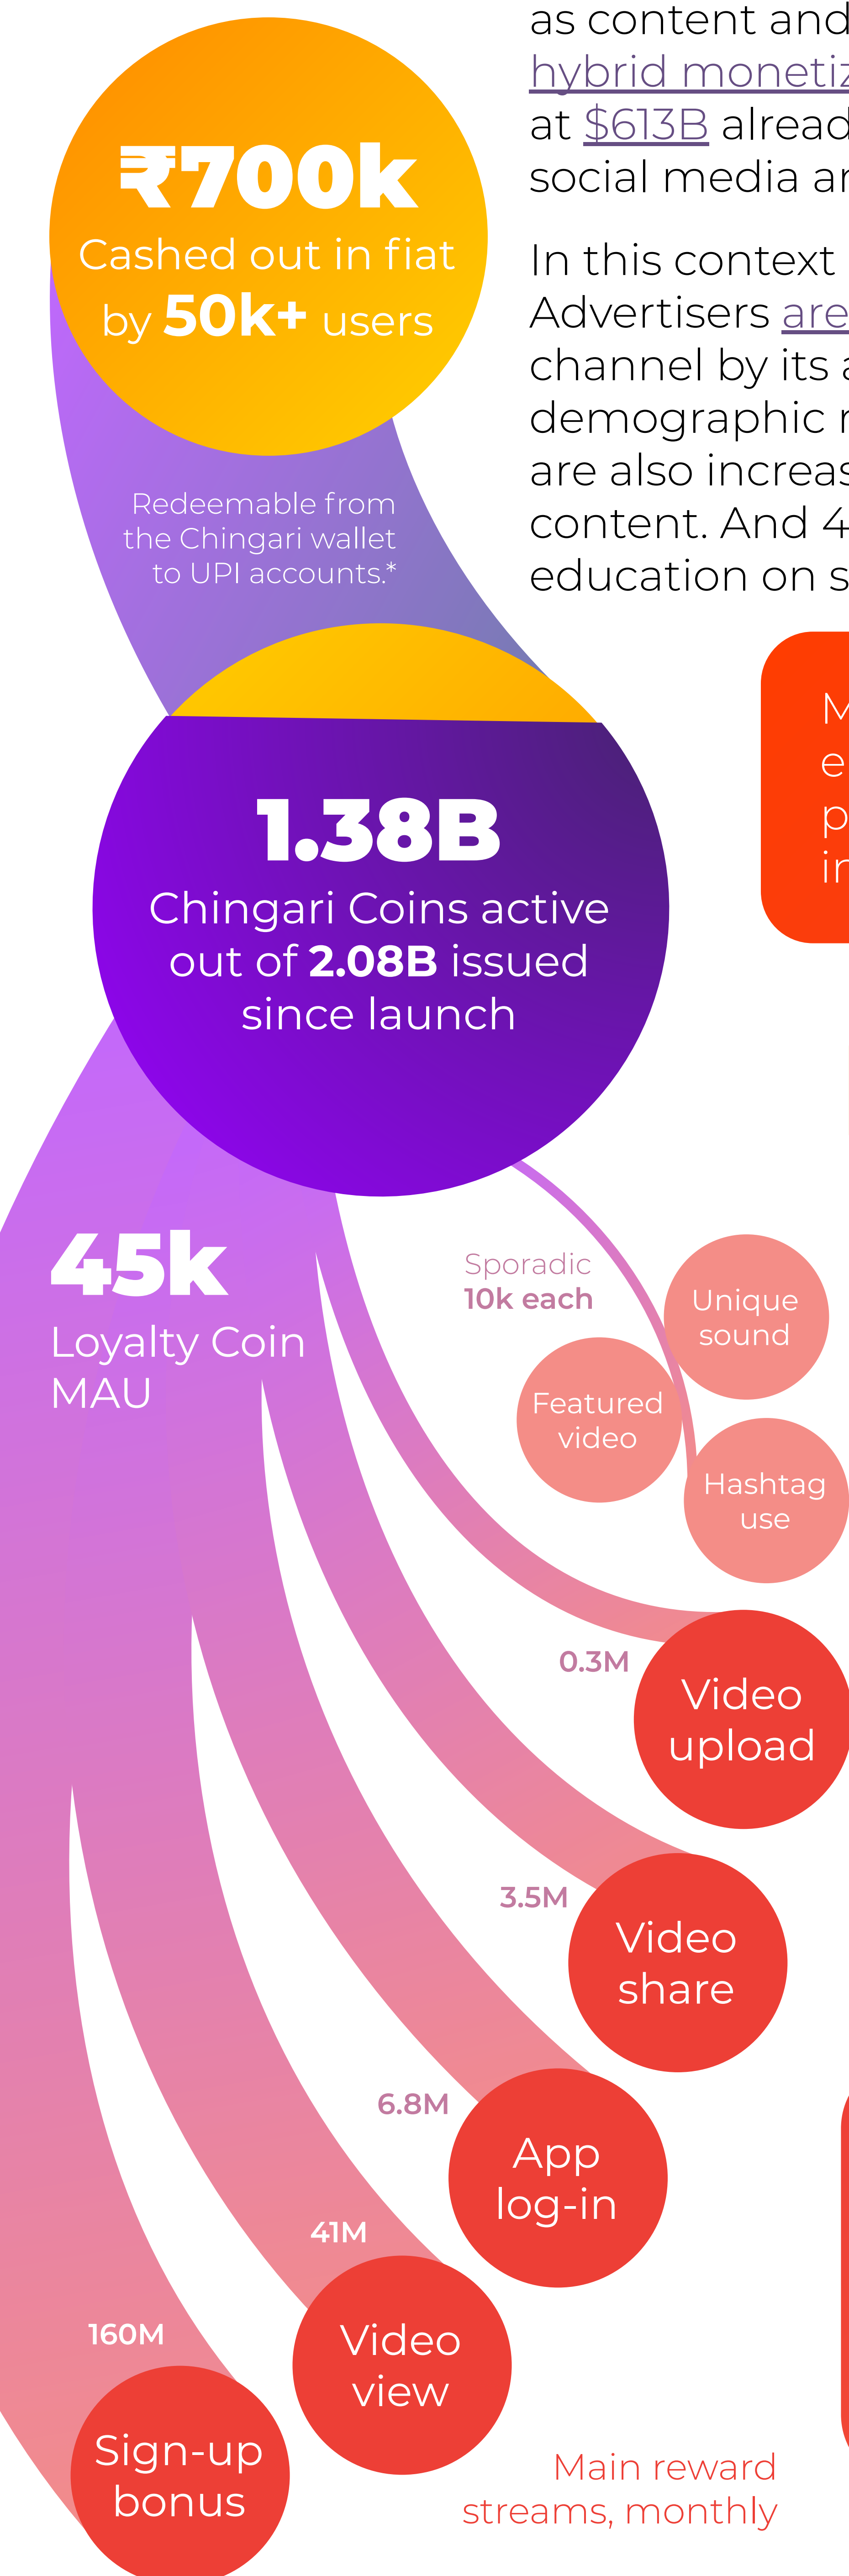 ₹700k
Cashed out in fiat
by 50k+ users
Redeemable from
the Chingari wallet
to UPI accounts.*
as content and
hybrid monetiz
at $613B alread
social media ar
In this context
Advertisers are
channel by its a
demographic r
are also increas
content. And 4
education on s
M
e
p
in
1.38B
Chingari Coins active
out of 2.08B issued
since launch
45k
Loyalty Coin
MAU
Sporadic
10k each
Unique
sound
Featured
video
Hashtag
use
0.3M
Video
upload
3.5M
Video
share
6.8M
App
log-in
41M
Video
view
160M
Sign-up
bonus
Main reward
streams, monthly